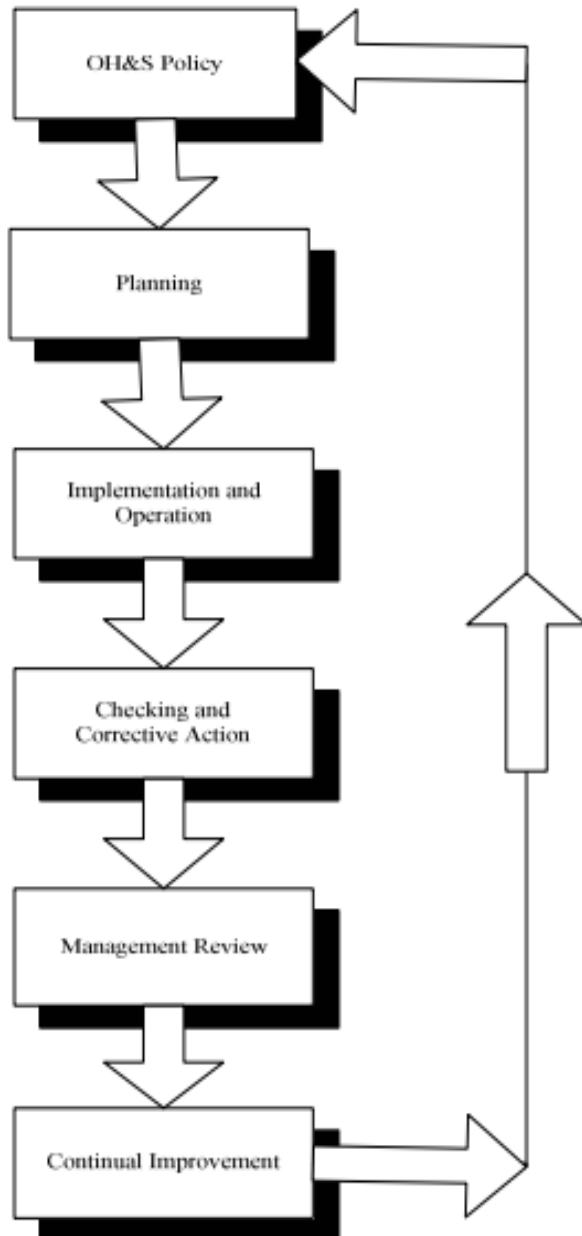 OH&S Policy
Planning
Implementation and
Operation
Checking and
Corrective Action
Management Review
Continual Improvement